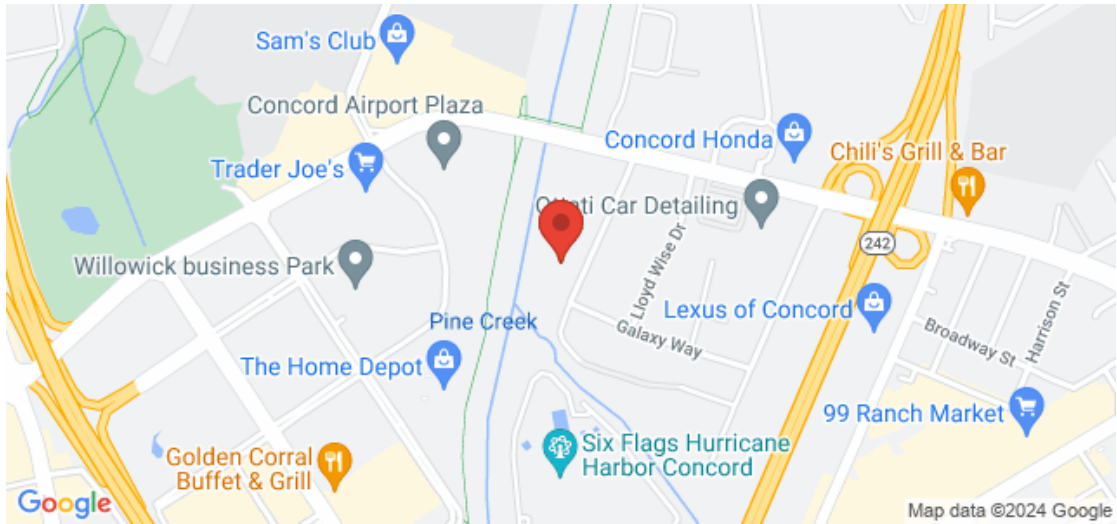 Sam's Club
Concord Airport Plaza
Concord Honda
Chili's Grill & Bar
Trader Joe's
Car Detailing
242
Willowick business Park
Lloyd Wise Dr
Lexus of Concord
Harrison St
Pine Creek
Galaxy Way
Broadway St
The Home Depot
99 Ranch Market
Six Flags Hurricane
Harbor Concord
Golden Corral
Buffet & Grill
Google
Map data ©2024 Google